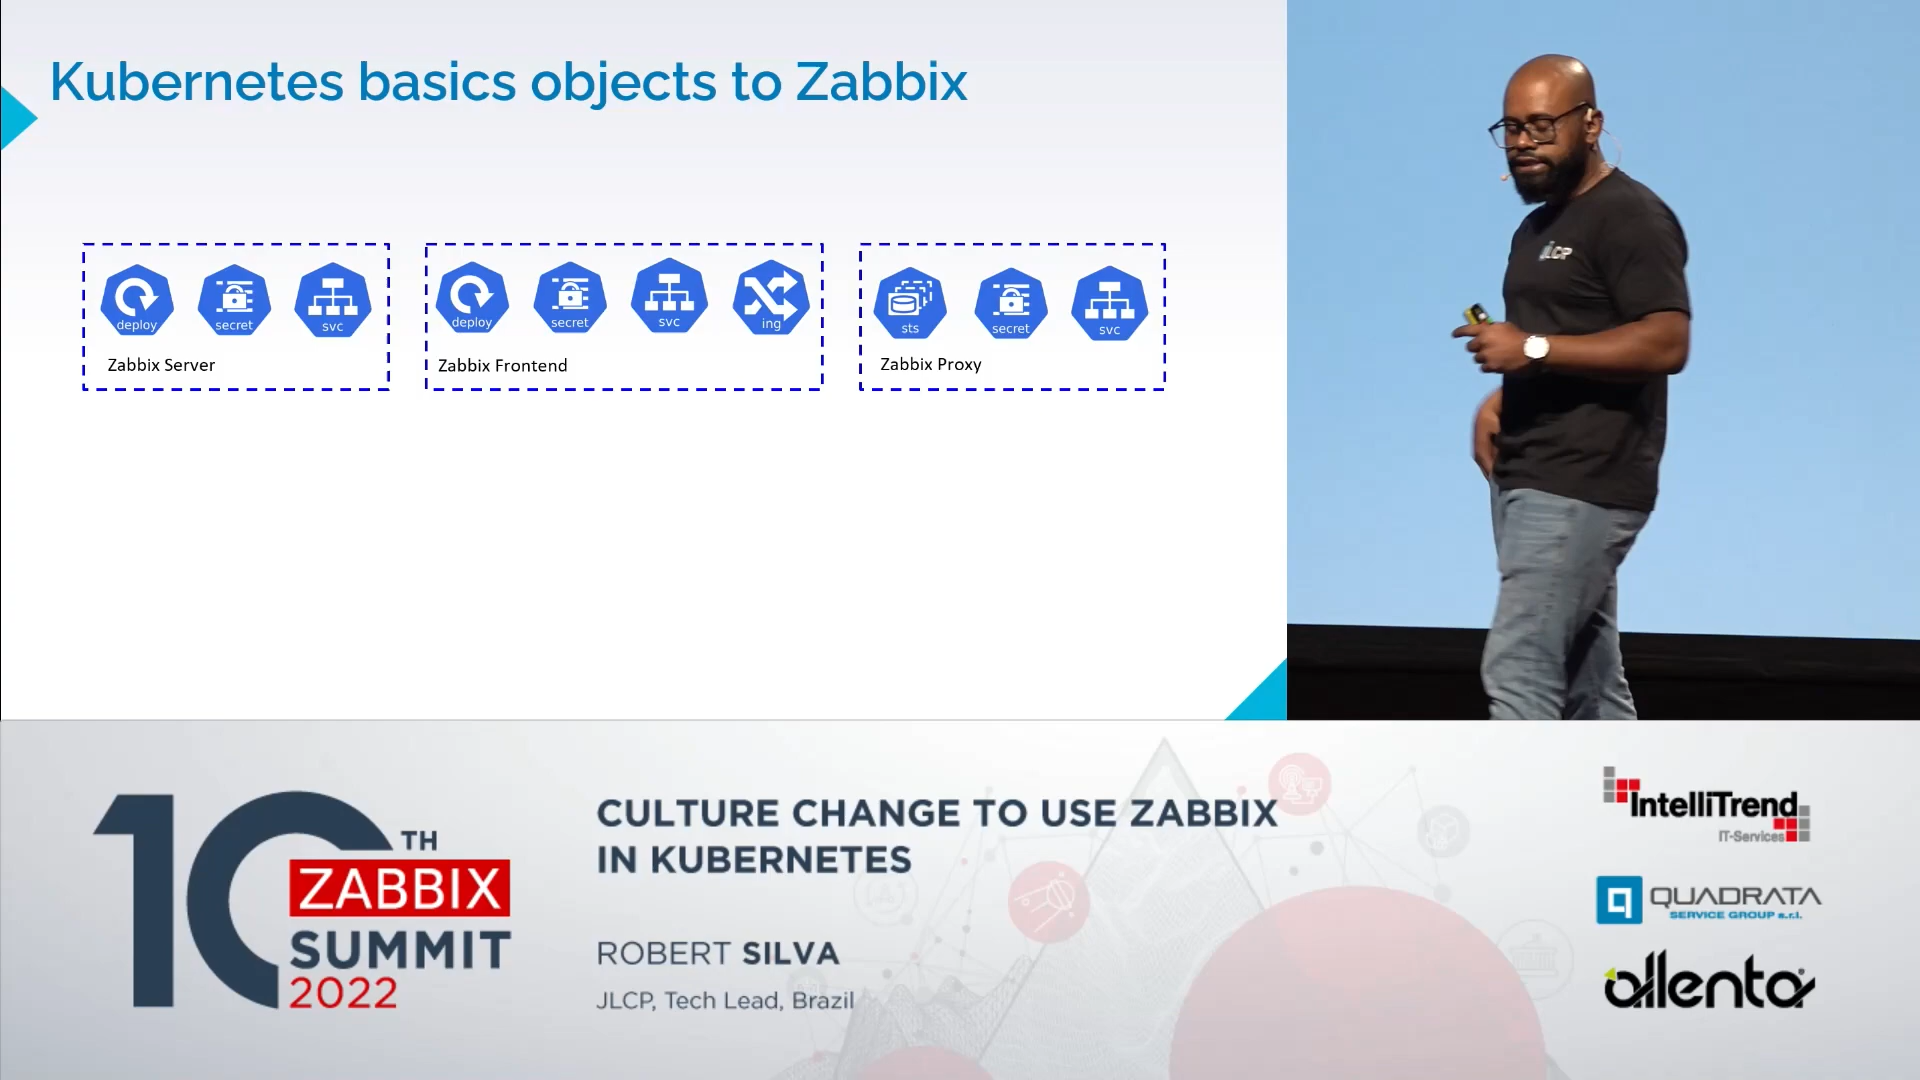 Kubernetes basics objects to Zabbix
deploy
secret
svc
Zabbix Server
deploy
secret
svc
ing
Zabbix Frontend
sts
secret
svc
Zabbix Proxy
JLCP
10TH
ZABBIX
SUMMIT
2022
CULTURE CHANGE TO USE ZABBIX
IN KUBERNETES
ROBERT SILVA
JLCP, Tech Lead, Brazil
IntelliTrend
IT-Services
QUADRATA
SERVICE GROUP s.r.l.
allenta